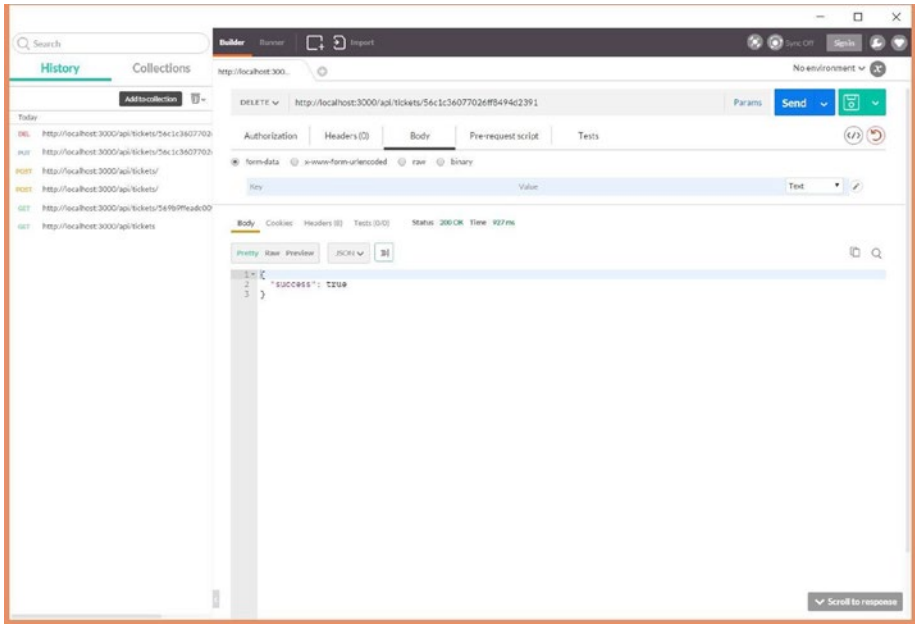 Search
Builder Runner Import Sync Off Sign in
History Collections
http://localhost:300...
No environment
Add to collection
DELETE http://localhost:3000/api/tickets/56c1c36077026ff8494d2391 Params Send
Today
DEL http://localhost:3000/api/tickets/56c1c3607702
PUT http://localhost:3000/api/tickets/56c1c3607702
POST http://localhost:3000/api/tickets/
POST http://localhost:3000/api/tickets/
GET http://localhost:3000/api/tickets/569b9ffeadc00
GET http://localhost:3000/api/tickets
Authorization Headers (0) Body Pre-request script Tests
form-data x-www-form-urlencoded raw binary
Key Value Text
Body Cookies Headers (8) Tests (0/0) Status 200 OK Time 927 ms
Pretty Raw Preview JSON
1 {
2 "success": true
3 }
Scroll to response